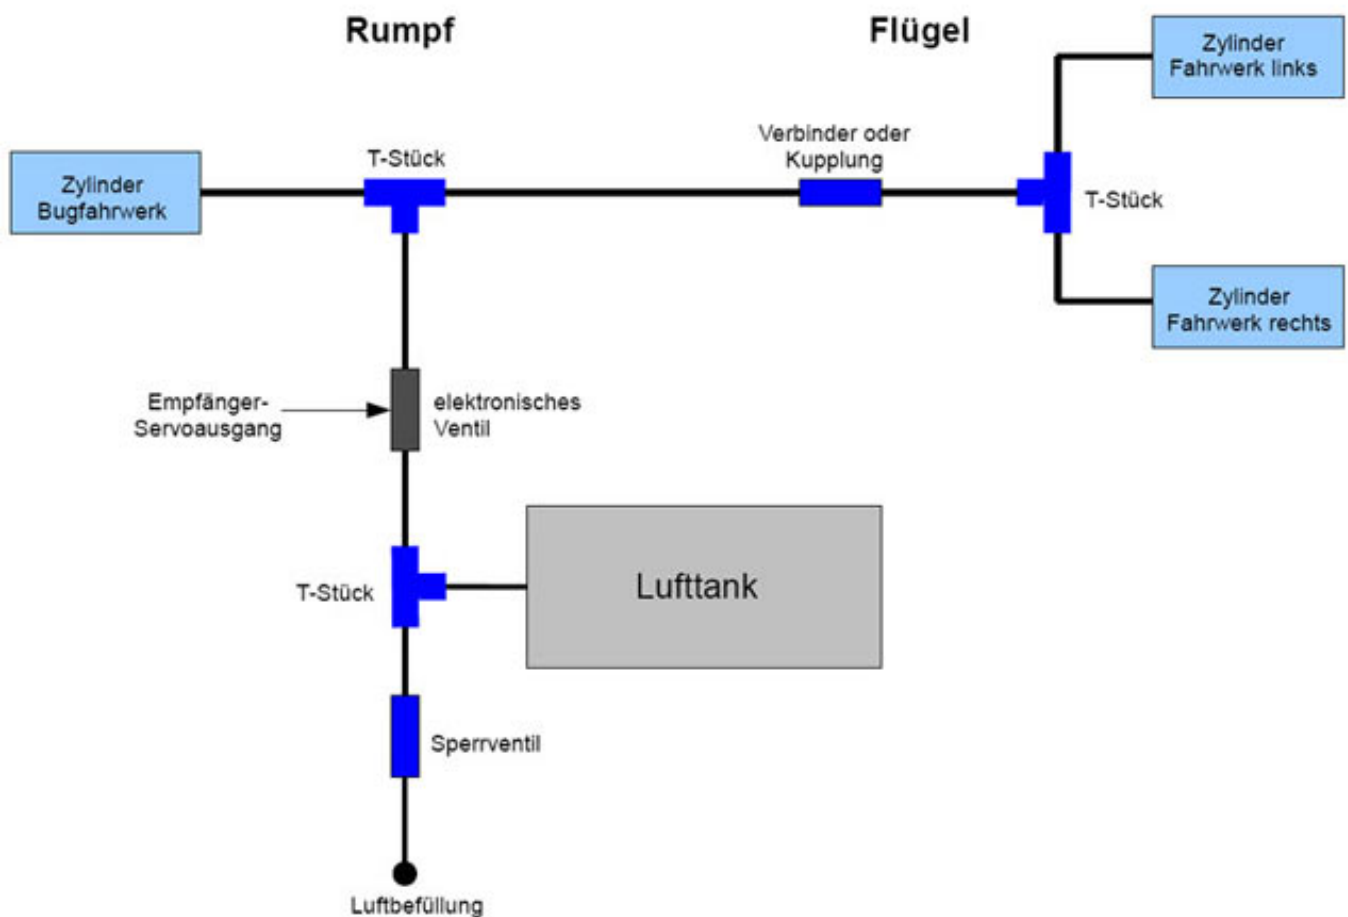 Rumpf
Flügel
Zylinder
Fahrwerk links
Verbinder oder
Kupplung
T-Stück
Zylinder
Bugfahrwerk
T-Stück
Zylinder
Fahrwerk rechts
Empfänger-
Servoausgang
elektronisches
Ventil
T-Stück
Lufttank
Sperrventil
Luftbefüllung